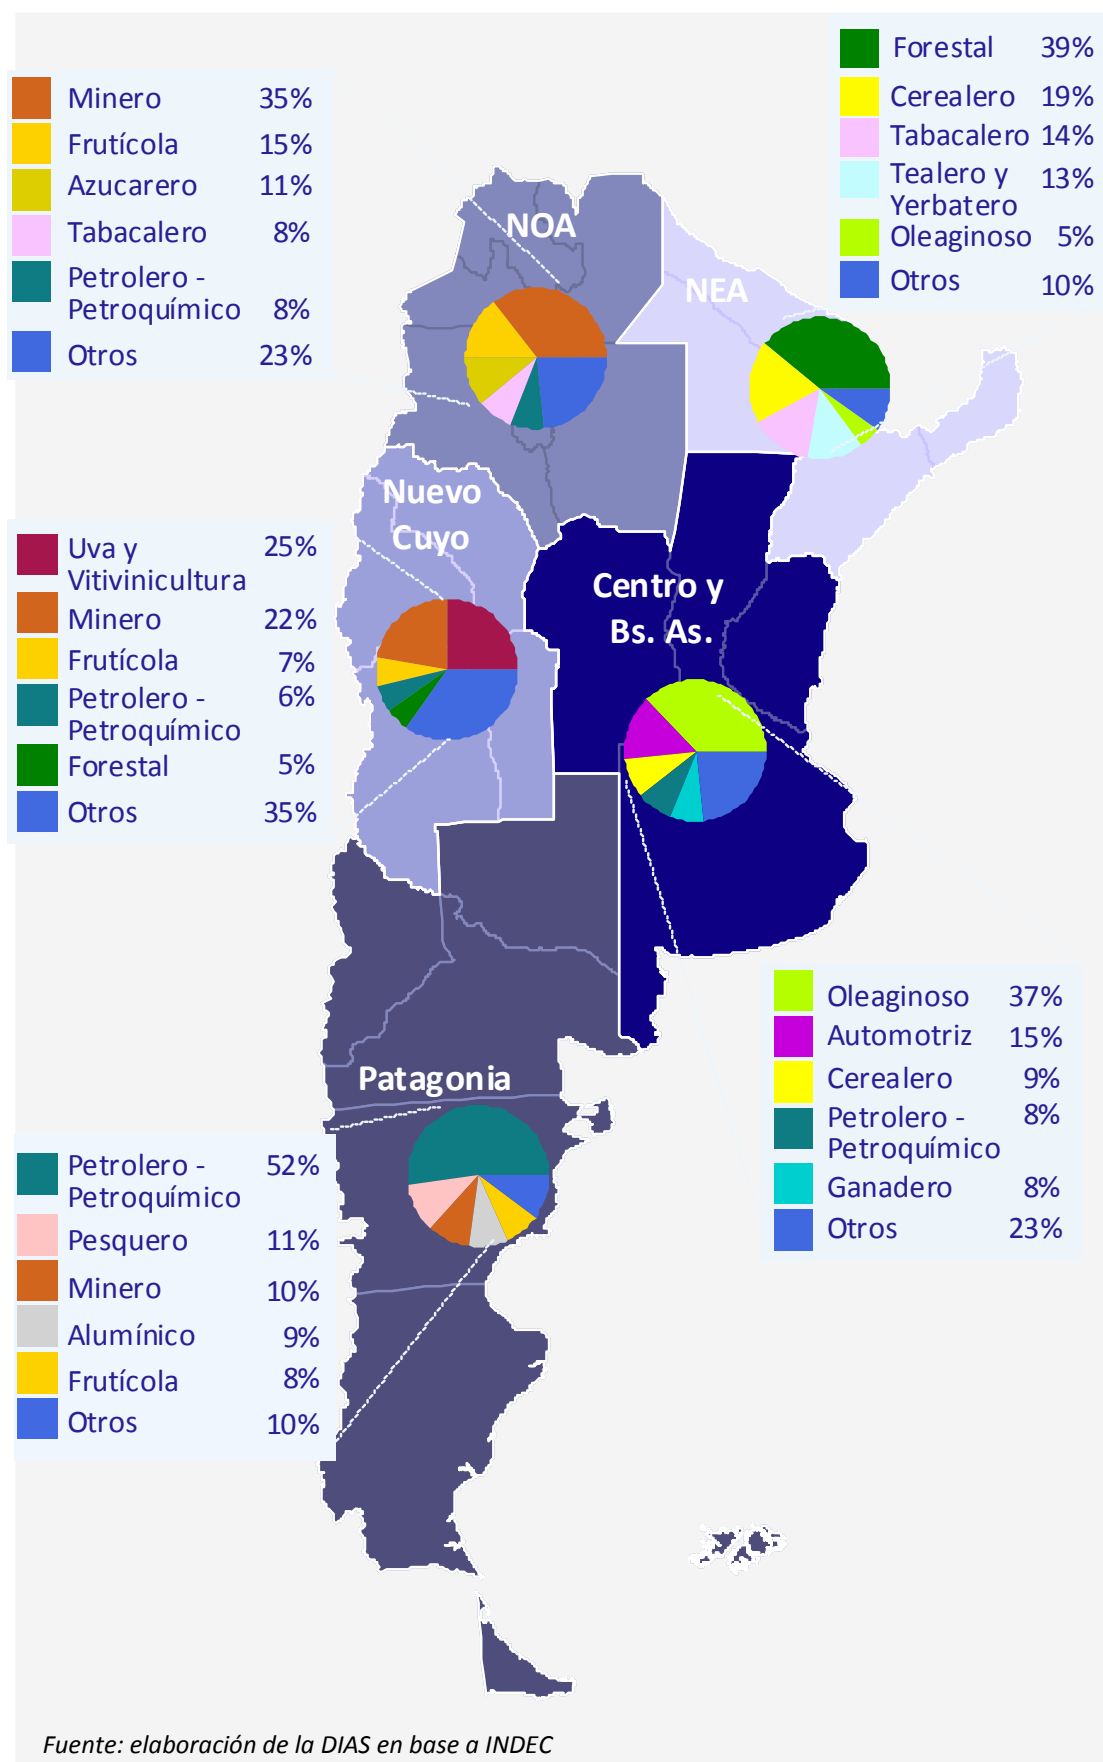 Forestal 39%
Cerealero 19%
Tabacalero 14%
Tealero y 13%
Yerbatero
Oleaginoso 5%
Otros 10%
Minero 35%
Frutícola 15%
Azucarero 11%
Tabacalero 8%
Petrolero -
Petroquímico 8%
Otros 23%
NOA
NEA
Nuevo
Cuyo
Centro y
Bs. As.
Uva y 25%
Vitivinicultura
Minero 22%
Frutícola 7%
Petrolero - 6%
Petroquímico
Forestal 5%
Otros 35%
Patagonia
Oleaginoso 37%
Automotriz 15%
Cerealero 9%
Petrolero - 8%
Petroquímico
Ganadero 8%
Otros 23%
Petrolero - 52%
Petroquímico
Pesquero 11%
Minero 10%
Alumínico 9%
Frutícola 8%
Otros 10%
Fuente: elaboración de la DIAS en base a INDEC